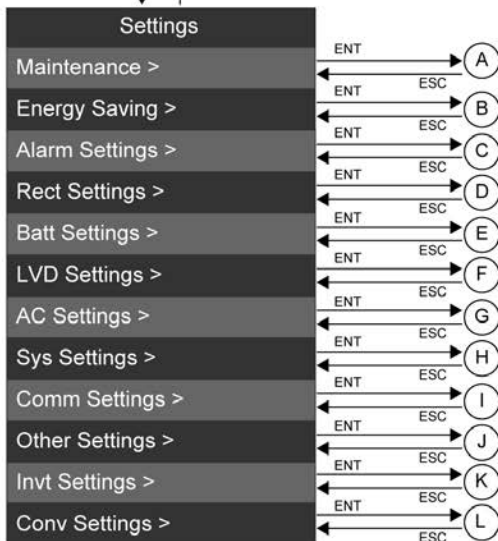 Settings
Maintenance >
ENT
ESC
A
Energy Saving >
ENT
ESC
B
Alarm Settings >
ENT
ESC
C
Rect Settings >
ENT
ESC
D
Batt Settings >
ENT
ESC
E
LVD Settings >
ENT
ESC
F
AC Settings >
ENT
ESC
G
Sys Settings >
ENT
ESC
H
Comm Settings >
ENT
ESC
I
Other Settings >
ENT
ESC
J
Invt Settings >
ENT
ESC
K
Conv Settings >
ENT
ESC
L